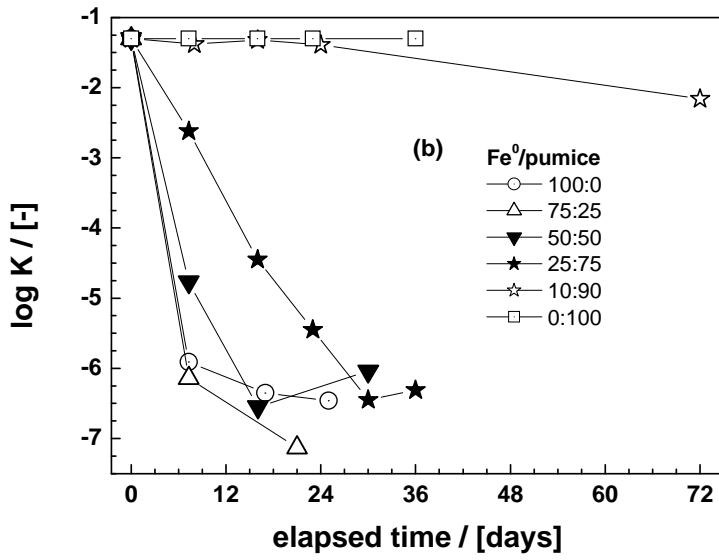 -1
-2
-3
-4
-5
-6
-7
log K / [-]
(b)
Fe⁰/pumice
100:0
75:25
50:50
25:75
10:90
0:100
0 12 24 36 48 60 72
elapsed time / [days]